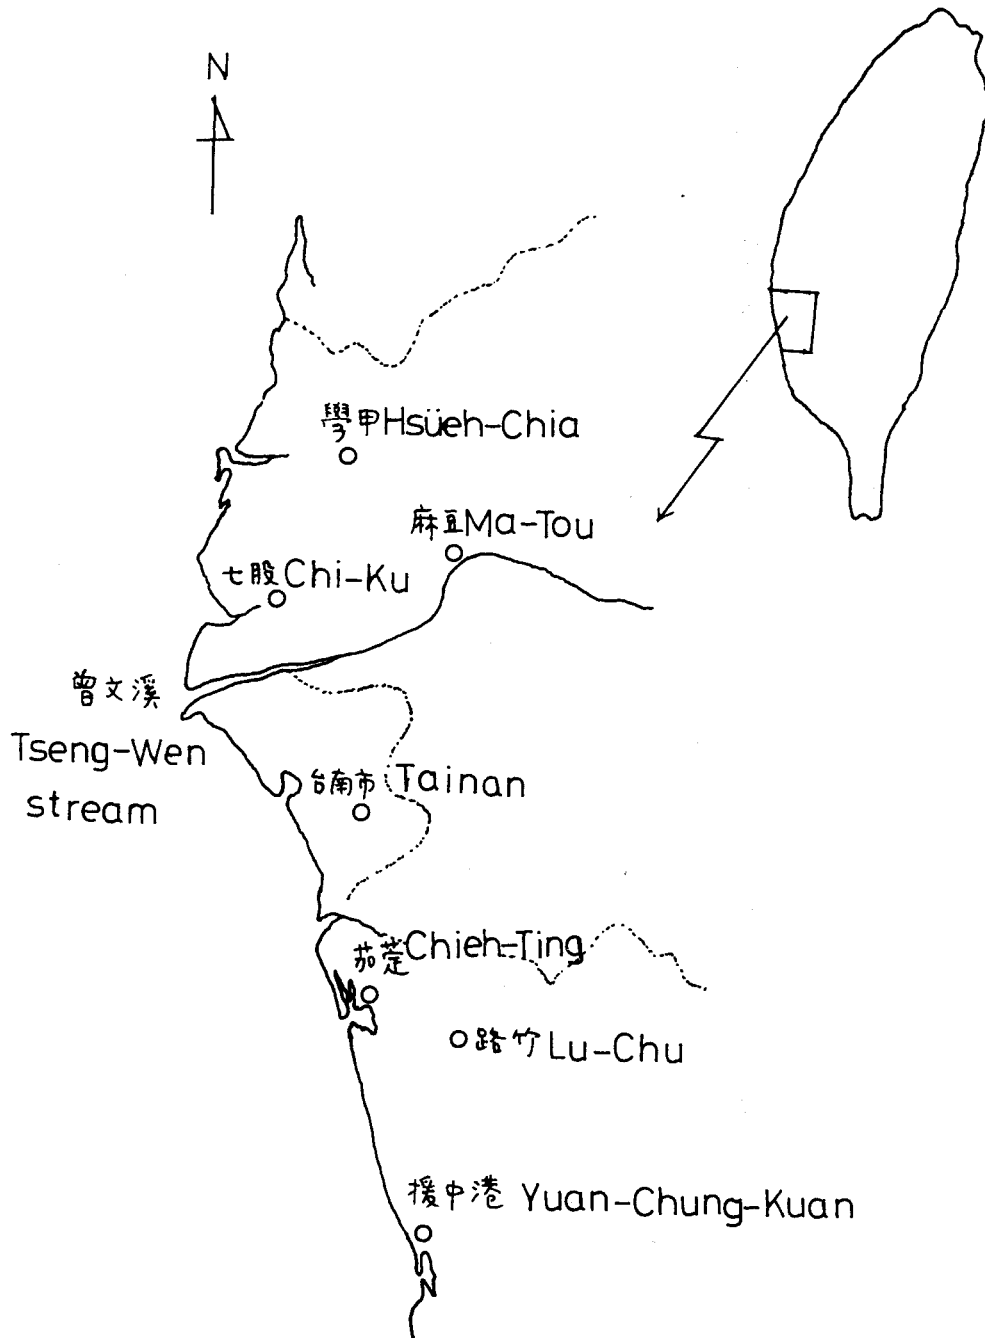 N
學甲Hsüeh-Chia
麻豆Ma-Tou
七股Chi-Ku
曾文溪
Tseng-Wen
stream
台南市Tainan
茄萣Chieh-Ting
路竹Lu-Chu
援中港 Yuan-Chung-Kuan